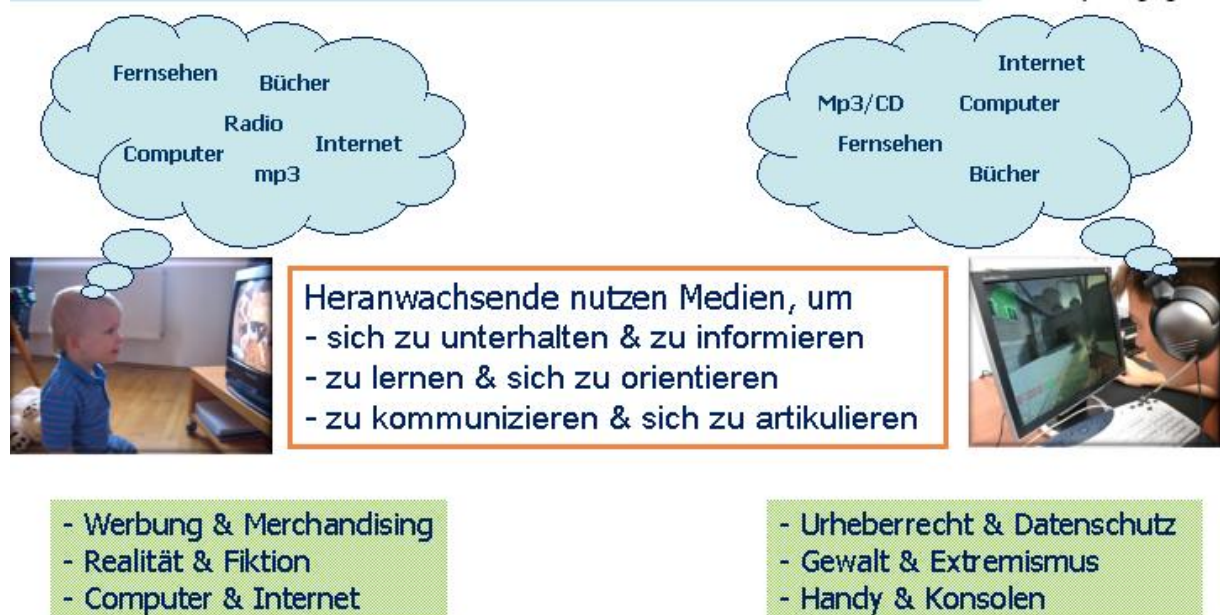 Fernsehen
Bücher
Radio
Internet
Computer
mp3
Internet
Mp3/CD
Computer
Fernsehen
Bücher
Heranwachsende nutzen Medien, um
- sich zu unterhalten & zu informieren
- zu lernen & sich zu orientieren
- zu kommunizieren & sich zu artikulieren
- Werbung & Merchandising
- Realität & Fiktion
- Computer & Internet
- Urheberrecht & Datenschutz
- Gewalt & Extremismus
- Handy & Konsolen